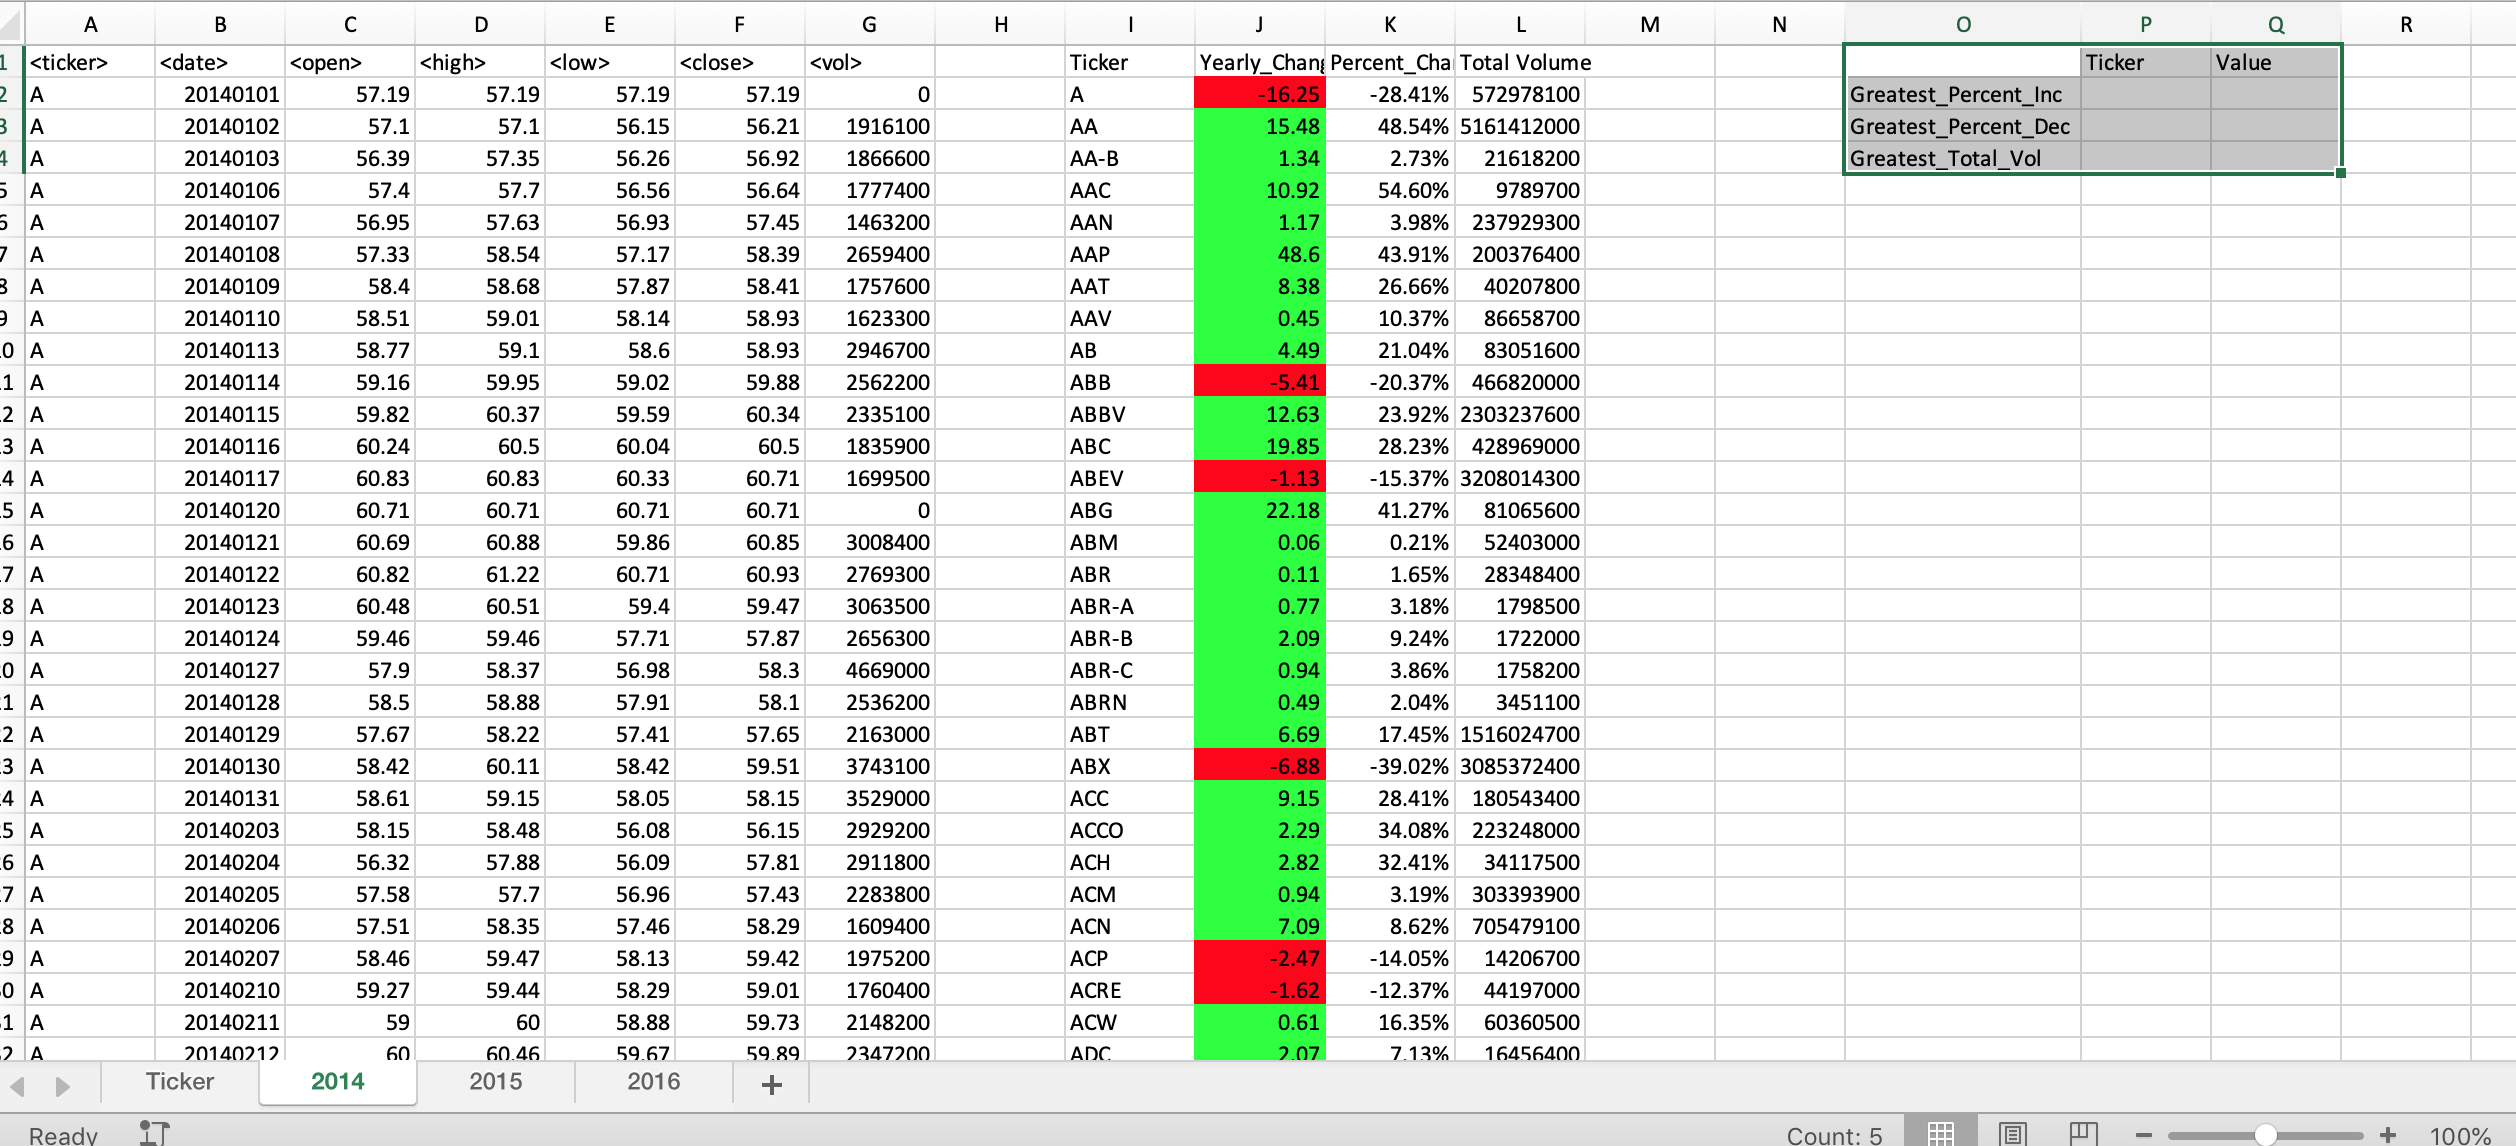 A B C D E F G H I J K L M N O P Q R
1 <ticker> <date> <open> <high> <low> <close> <vol> Ticker Yearly_Chang Percent_Cha Total Volume Ticker Value
2 A 20140101 57.19 57.19 57.19 57.19 0 A -16.25 -28.41% 572978100 Greatest_Percent_Inc
3 A 20140102 57.1 57.1 56.15 56.21 1916100 AA 15.48 48.54% 5161412000 Greatest_Percent_Dec
4 A 20140103 56.39 57.35 56.26 56.92 1866600 AA-B 1.34 2.73% 21618200 Greatest_Total_Vol
5 A 20140106 57.4 57.7 56.56 56.64 1777400 AAC 10.92 54.60% 9789700
6 A 20140107 56.95 57.63 56.93 57.45 1463200 AAN 1.17 3.98% 237929300
7 A 20140108 57.33 58.54 57.17 58.39 2659400 AAP 48.6 43.91% 200376400
8 A 20140109 58.4 58.68 57.87 58.41 1757600 AAT 8.38 26.66% 40207800
9 A 20140110 58.51 59.01 58.14 58.93 1623300 AAV 0.45 10.37% 86658700
0 A 20140113 58.77 59.1 58.6 58.93 2946700 AB 4.49 21.04% 83051600
1 A 20140114 59.16 59.95 59.02 59.88 2562200 ABB -5.41 -20.37% 466820000
2 A 20140115 59.82 60.37 59.59 60.34 2335100 ABBV 12.63 23.92% 2303237600
3 A 20140116 60.24 60.5 60.04 60.5 1835900 ABC 19.85 28.23% 428969000
4 A 20140117 60.83 60.83 60.33 60.71 1699500 ABEV -1.13 -15.37% 3208014300
5 A 20140120 60.71 60.71 60.71 60.71 0 ABG 22.18 41.27% 81065600
6 A 20140121 60.69 60.88 59.86 60.85 3008400 ABM 0.06 0.21% 52403000
7 A 20140122 60.82 61.22 60.71 60.93 2769300 ABR 0.11 1.65% 28348400
8 A 20140123 60.48 60.51 59.4 59.47 3063500 ABR-A 0.77 3.18% 1798500
9 A 20140124 59.46 59.46 57.71 57.87 2656300 ABR-B 2.09 9.24% 1722000
0 A 20140127 57.9 58.37 56.98 58.3 4669000 ABR-C 0.94 3.86% 1758200
1 A 20140128 58.5 58.88 57.91 58.1 2536200 ABRN 0.49 2.04% 3451100
2 A 20140129 57.67 58.22 57.41 57.65 2163000 ABT 6.69 17.45% 1516024700
3 A 20140130 58.42 60.11 58.42 59.51 3743100 ABX -6.88 -39.02% 3085372400
4 A 20140131 58.61 59.15 58.05 58.15 3529000 ACC 9.15 28.41% 180543400
5 A 20140203 58.15 58.48 56.08 56.15 2929200 ACCO 2.29 34.08% 223248000
6 A 20140204 56.32 57.88 56.09 57.81 2911800 ACH 2.82 32.41% 34117500
7 A 20140205 57.58 57.7 56.96 57.43 2283800 ACM 0.94 3.19% 303393900
8 A 20140206 57.51 58.35 57.46 58.29 1609400 ACN 7.09 8.62% 705479100
9 A 20140207 58.46 59.47 58.13 59.42 1975200 ACP -2.47 -14.05% 14206700
0 A 20140210 59.27 59.44 58.29 59.01 1760400 ACRE -1.62 -12.37% 44197000
1 A 20140211 59 60 58.88 59.73 2148200 ACW 0.61 16.35% 60360500
2 A 20140212 60 60.46 59.67 59.89 2347200 ADC 2.07 7.13% 16456400
Ticker 2014 2015 2016 +
Ready Count: 5 100%